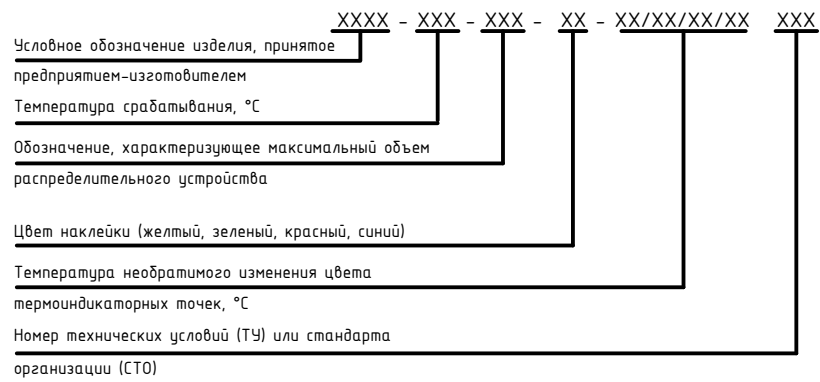 XXXX - XXX - XXX - XX - XX/XX/XX/XX XXX
Условное обозначение изделия, принятое
предприятием-изготовителем
Температура срабатывания, °С
Обозначение, характеризующее максимальный объем
распределительного устройства
Цвет наклейки (желтый, зеленый, красный, синий)
Температура необратимого изменения цвета
термоиндикаторных точек, °С
Номер технических условий (ТУ) или стандарта
организации (СТО)